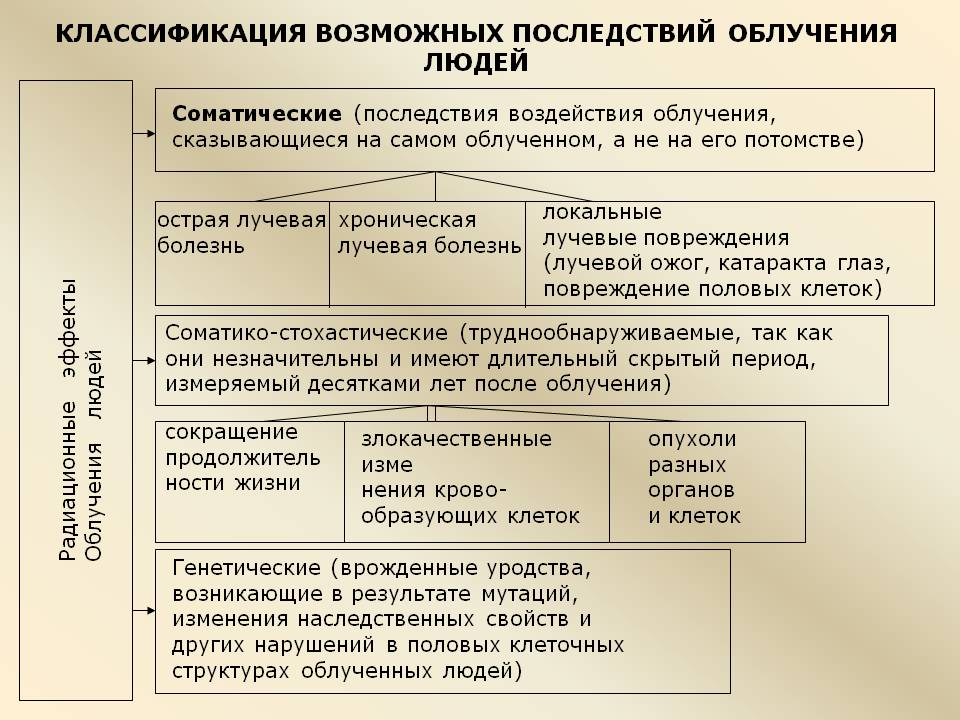 КЛАССИФИКАЦИЯ ВОЗМОЖНЫХ ПОСЛЕДСТВИЙ ОБЛУЧЕНИЯ
ЛЮДЕЙ
Радиационные эффекты
Облучения людей
Соматические (последствия воздействия облучения,
сказывающиеся на самом облученном, а не на его потомстве)
острая лучевая
болезнь
хроническая
лучевая болезнь
локальные
лучевые повреждения
(лучевой ожог, катаракта глаз,
повреждение половых клеток)
Соматико-стохастические (труднообнаруживаемые, так как
они незначительны и имеют длительный скрытый период,
измеряемый десятками лет после облучения)
сокращение
продолжитель
ности жизни
злокачественные
изме
нения крово-
образующих клеток
опухоли
разных
органов
и клеток
Генетические (врожденные уродства,
возникающие в результате мутаций,
изменения наследственных свойств и
других нарушений в половых клеточных
структурах облученных людей)